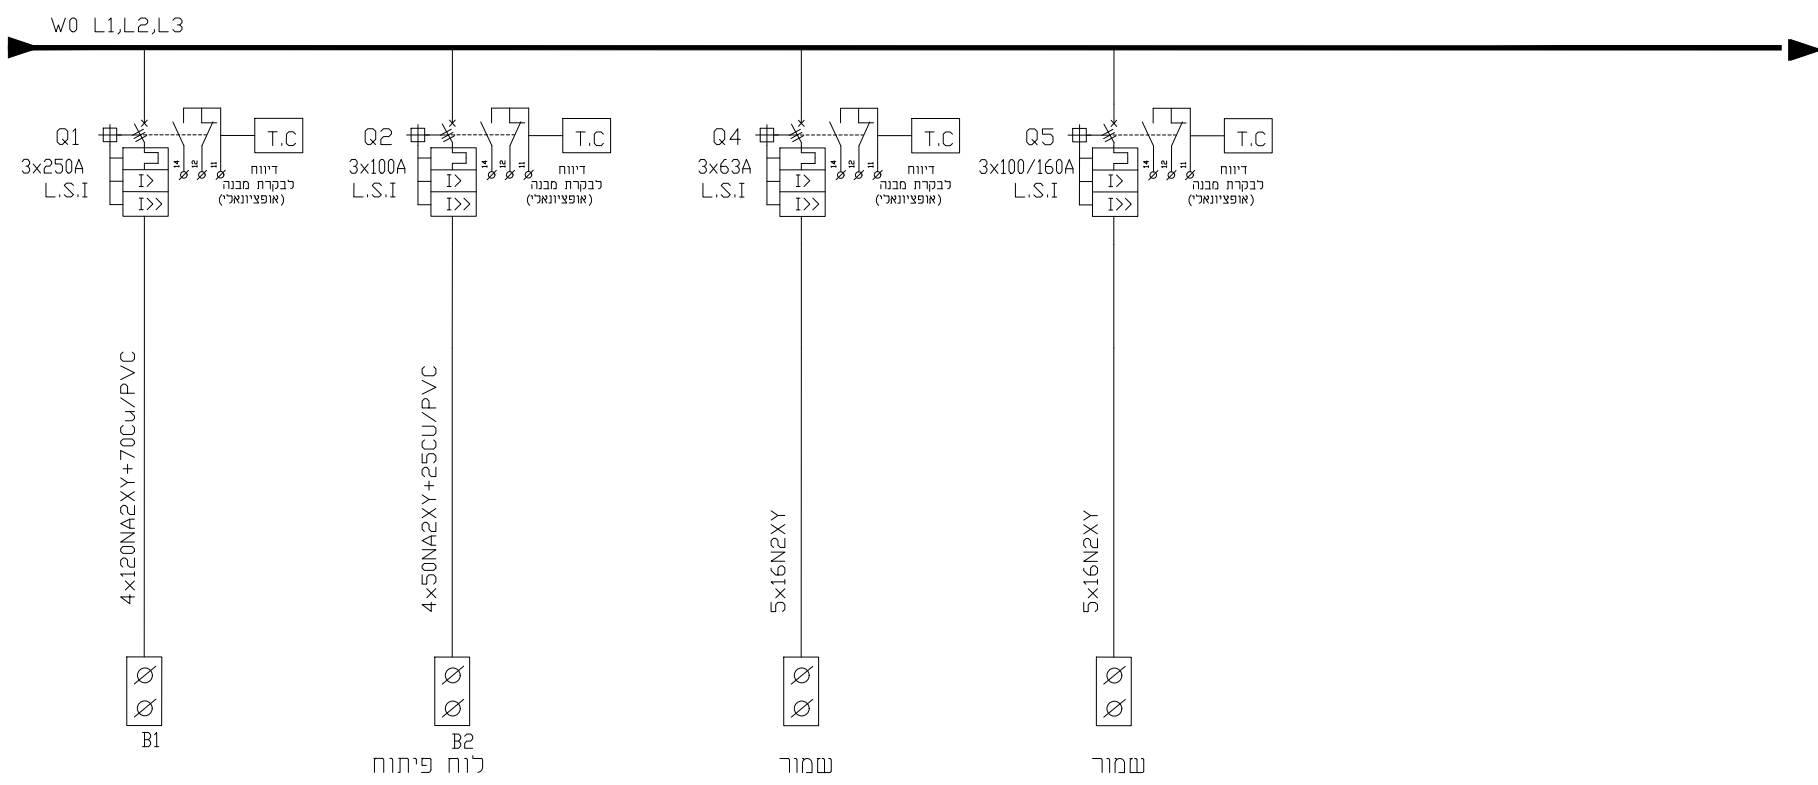 W0 L1,L2,L3
Q1
3x250A
L.S.I
I>
I>>
14
12
11
T.C
דיווח
לבקרת מבנה
(אופציונאלי)
4x120NA2XY+70Cu/PVC
B1
Q2
3x100A
L.S.I
I>
I>>
14
12
11
T.C
דיווח
לבקרת מבנה
(אופציונאלי)
4x50NA2XY+25CU/PVC
B2
לוח פיתוח
Q4
3x63A
L.S.I
I>
I>>
14
12
11
T.C
דיווח
לבקרת מבנה
(אופציונאלי)
5x16N2XY
שמור
Q5
3x100/160A
L.S.I
I>
I>>
14
12
11
T.C
דיווח
לבקרת מבנה
(אופציונאלי)
5x16N2XY
שמור